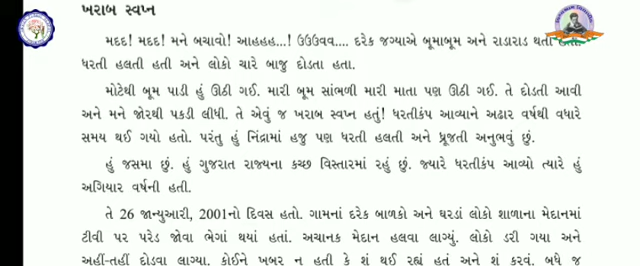 ખરાબ સ્વપ્ન
મદદ! મદદ! મને બચાવો! આહહહ...! ઉઉઉવવ.... દરેક જગ્યાએ બૂમાબૂમ અને રાડારાડ થતી હતી.
ધરતી હલતી હતી અને લોકો ચારે બાજુ દોડતા હતા.
મોટેથી બૂમ પાડી હું ઊઠી ગઈ. મારી બૂમ સાંભળી મારી માતા પણ ઊઠી ગઈ. તે દોડતી આવી
અને મને જોરથી પકડી લીધી. તે એવું જ ખરાબ સ્વપ્ન હતું! ધરતીકંપ આવ્યાને અઢાર વર્ષથી વધારે
સમય થઈ ગયો હતો. પરંતુ હું નિંદ્રામાં હજુ પણ ધરતી હલતી અને ધ્રૂજતી અનુભવું છું.
હું જસમા છું. હું ગુજરાત રાજ્યના કચ્છ વિસ્તારમાં રહું છું. જ્યારે ધરતીકંપ આવ્યો ત્યારે હું
અગિયાર વર્ષની હતી.
તે 26 જાન્યુઆરી, 2001નો દિવસ હતો. ગામનાં દરેક બાળકો અને ઘરડાં લોકો શાળાના મેદાનમાં
ટીવી પર પરેડ જોવા ભેગાં થયાં હતાં. અચાનક મેદાન હલવા લાગ્યું. લોકો ડરી ગયા અને
અહીં-તહીં દોડવા લાગ્યા. કોઈને ખબર ન હતી કે શું થઈ રહ્યું હતું અને શું કરવું. બધે જ